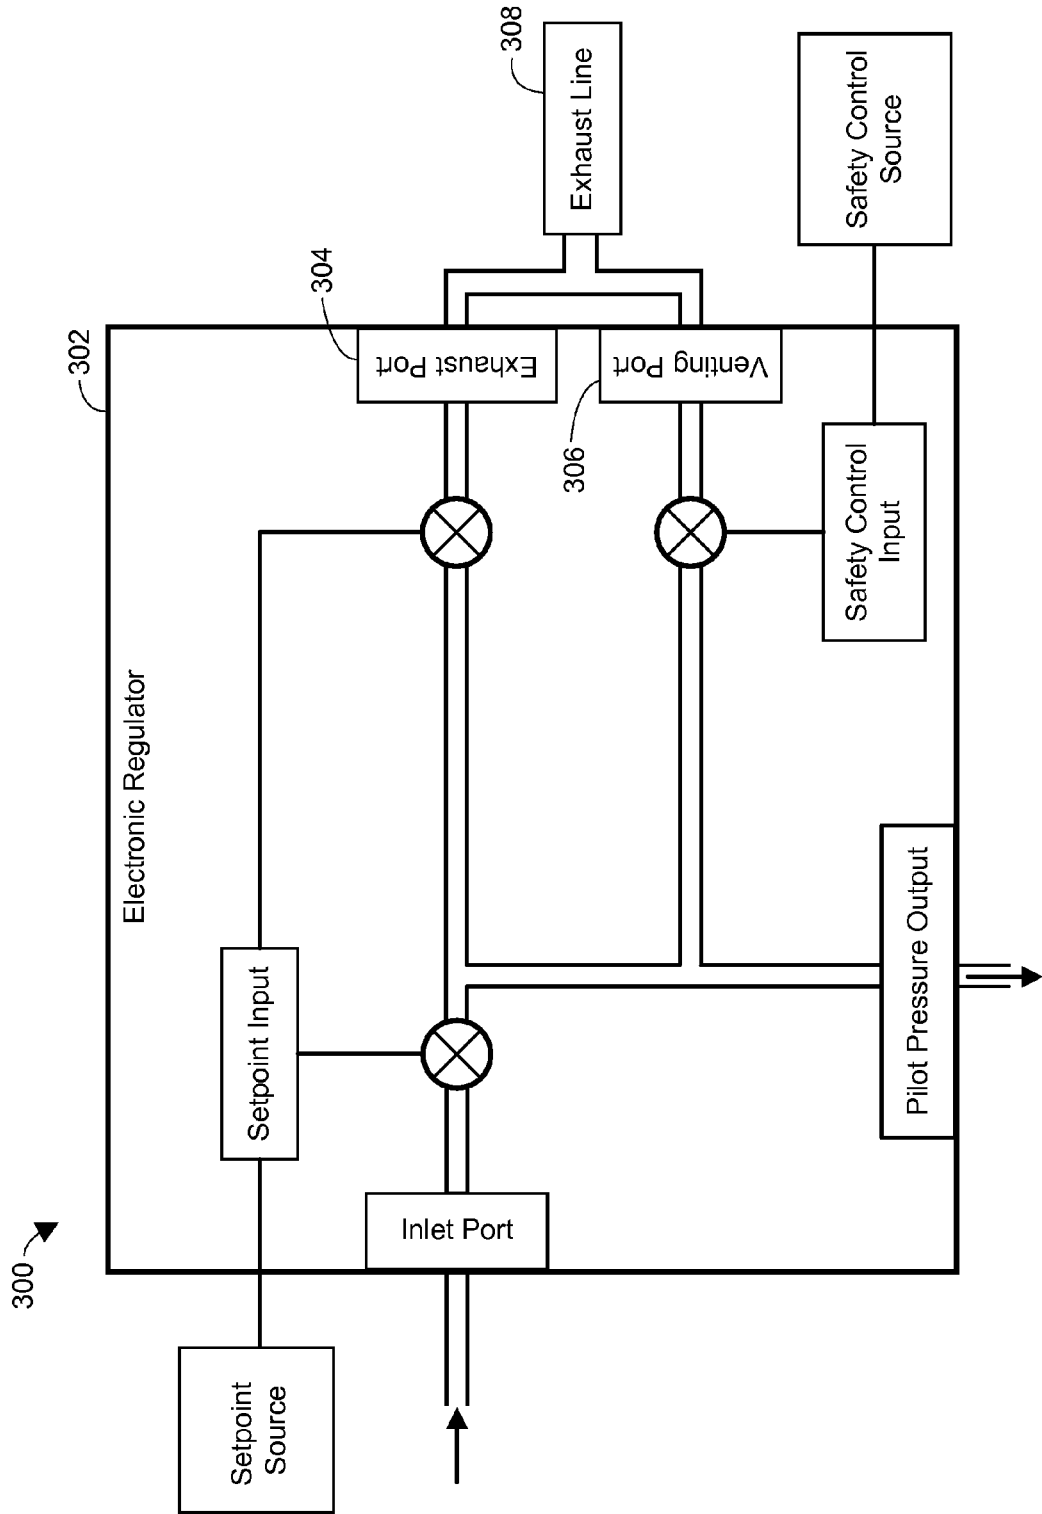 300
302
Electronic Regulator
Setpoint
Source
Setpoint Input
Inlet Port
304
Exhaust Port
306
Venting Port
308
Exhaust Line
Safety Control
Input
Safety Control
Source
Pilot Pressure Output